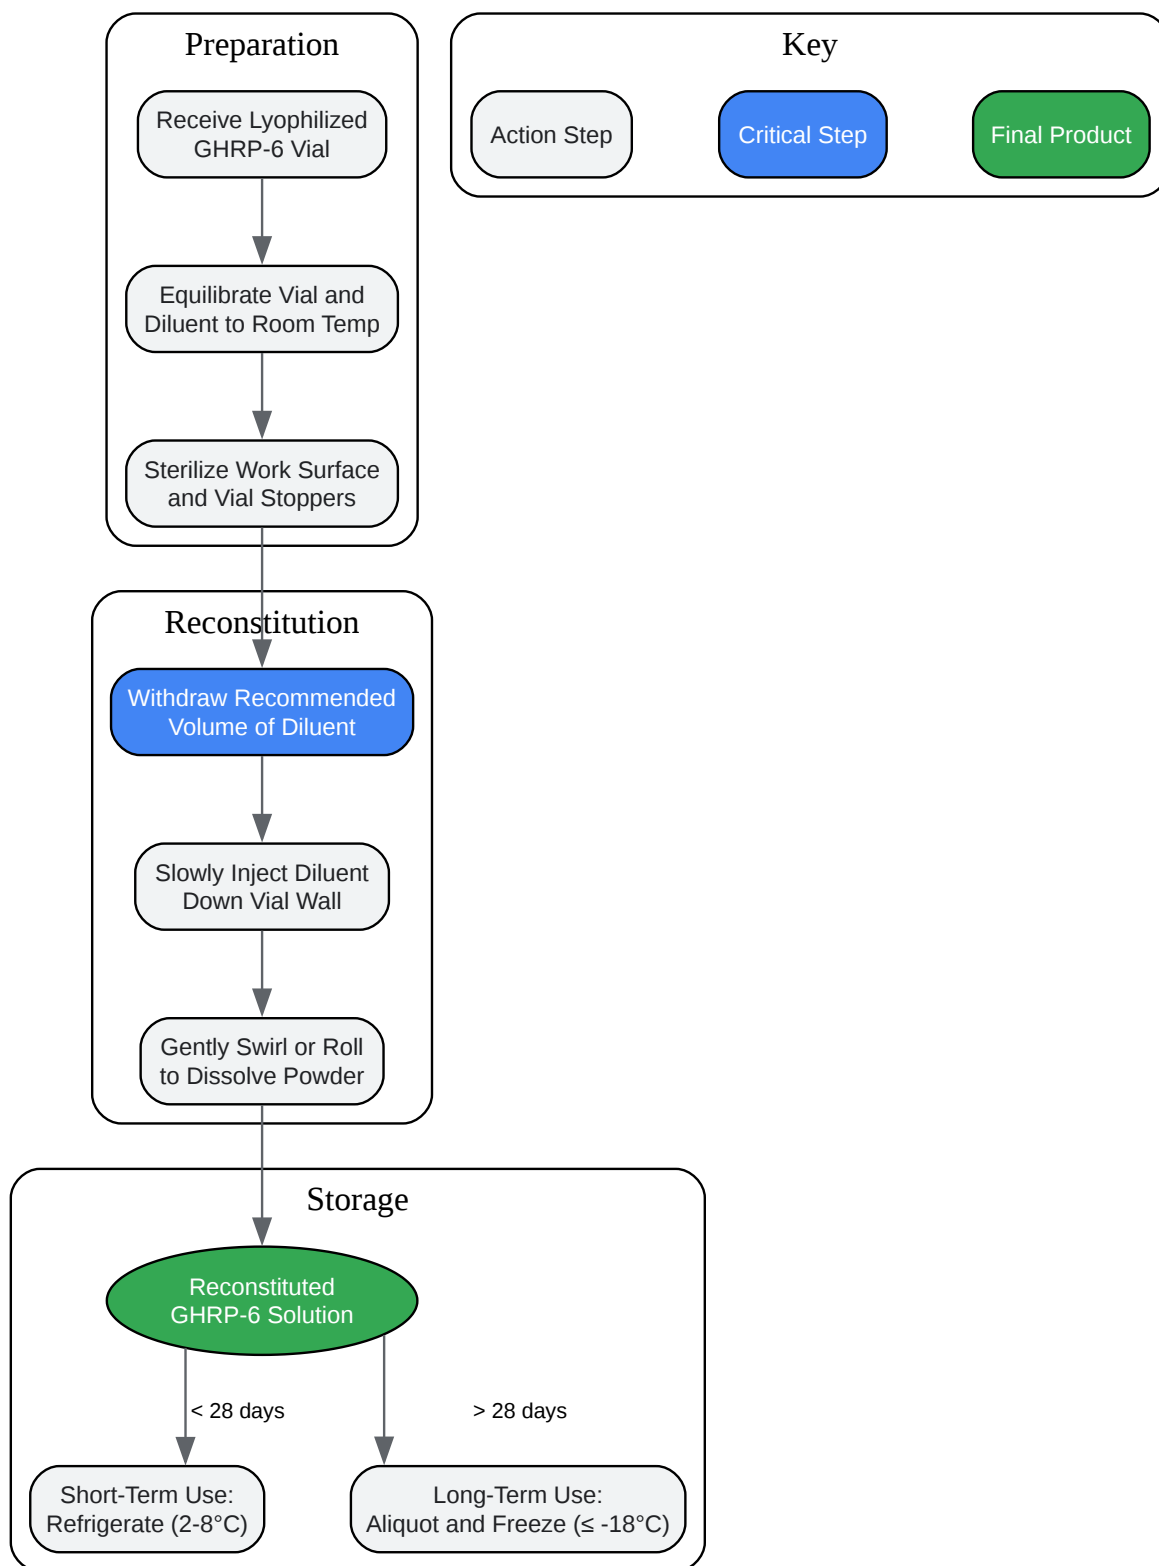 Preparation
Receive Lyophilized
GHRP-6 Vial
Equilibrate Vial and
Diluent to Room Temp
Sterilize Work Surface
and Vial Stoppers
Key
Action Step
Critical Step
Final Product
Reconstitution
Withdraw Recommended
Volume of Diluent
Slowly Inject Diluent
Down Vial Wall
Gently Swirl or Roll
to Dissolve Powder
Storage
Reconstituted
GHRP-6 Solution
< 28 days
> 28 days
Short-Term Use:
Refrigerate (2-8°C)
Long-Term Use:
Aliquot and Freeze (≤ -18°C)